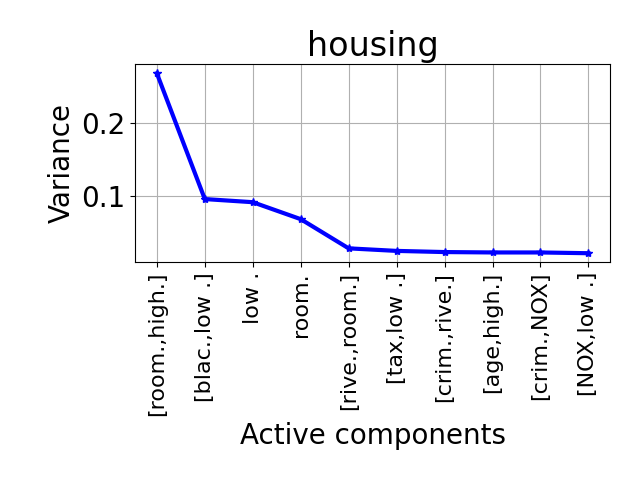 housing
Variance
0.2
0.1
[room.,high.]
[blac.,low .]
low .
room.
[rive.,room.]
[tax,low .]
[crim.,rive.]
[age,high.]
[crim.,NOX]
[NOX,low .]
Active components